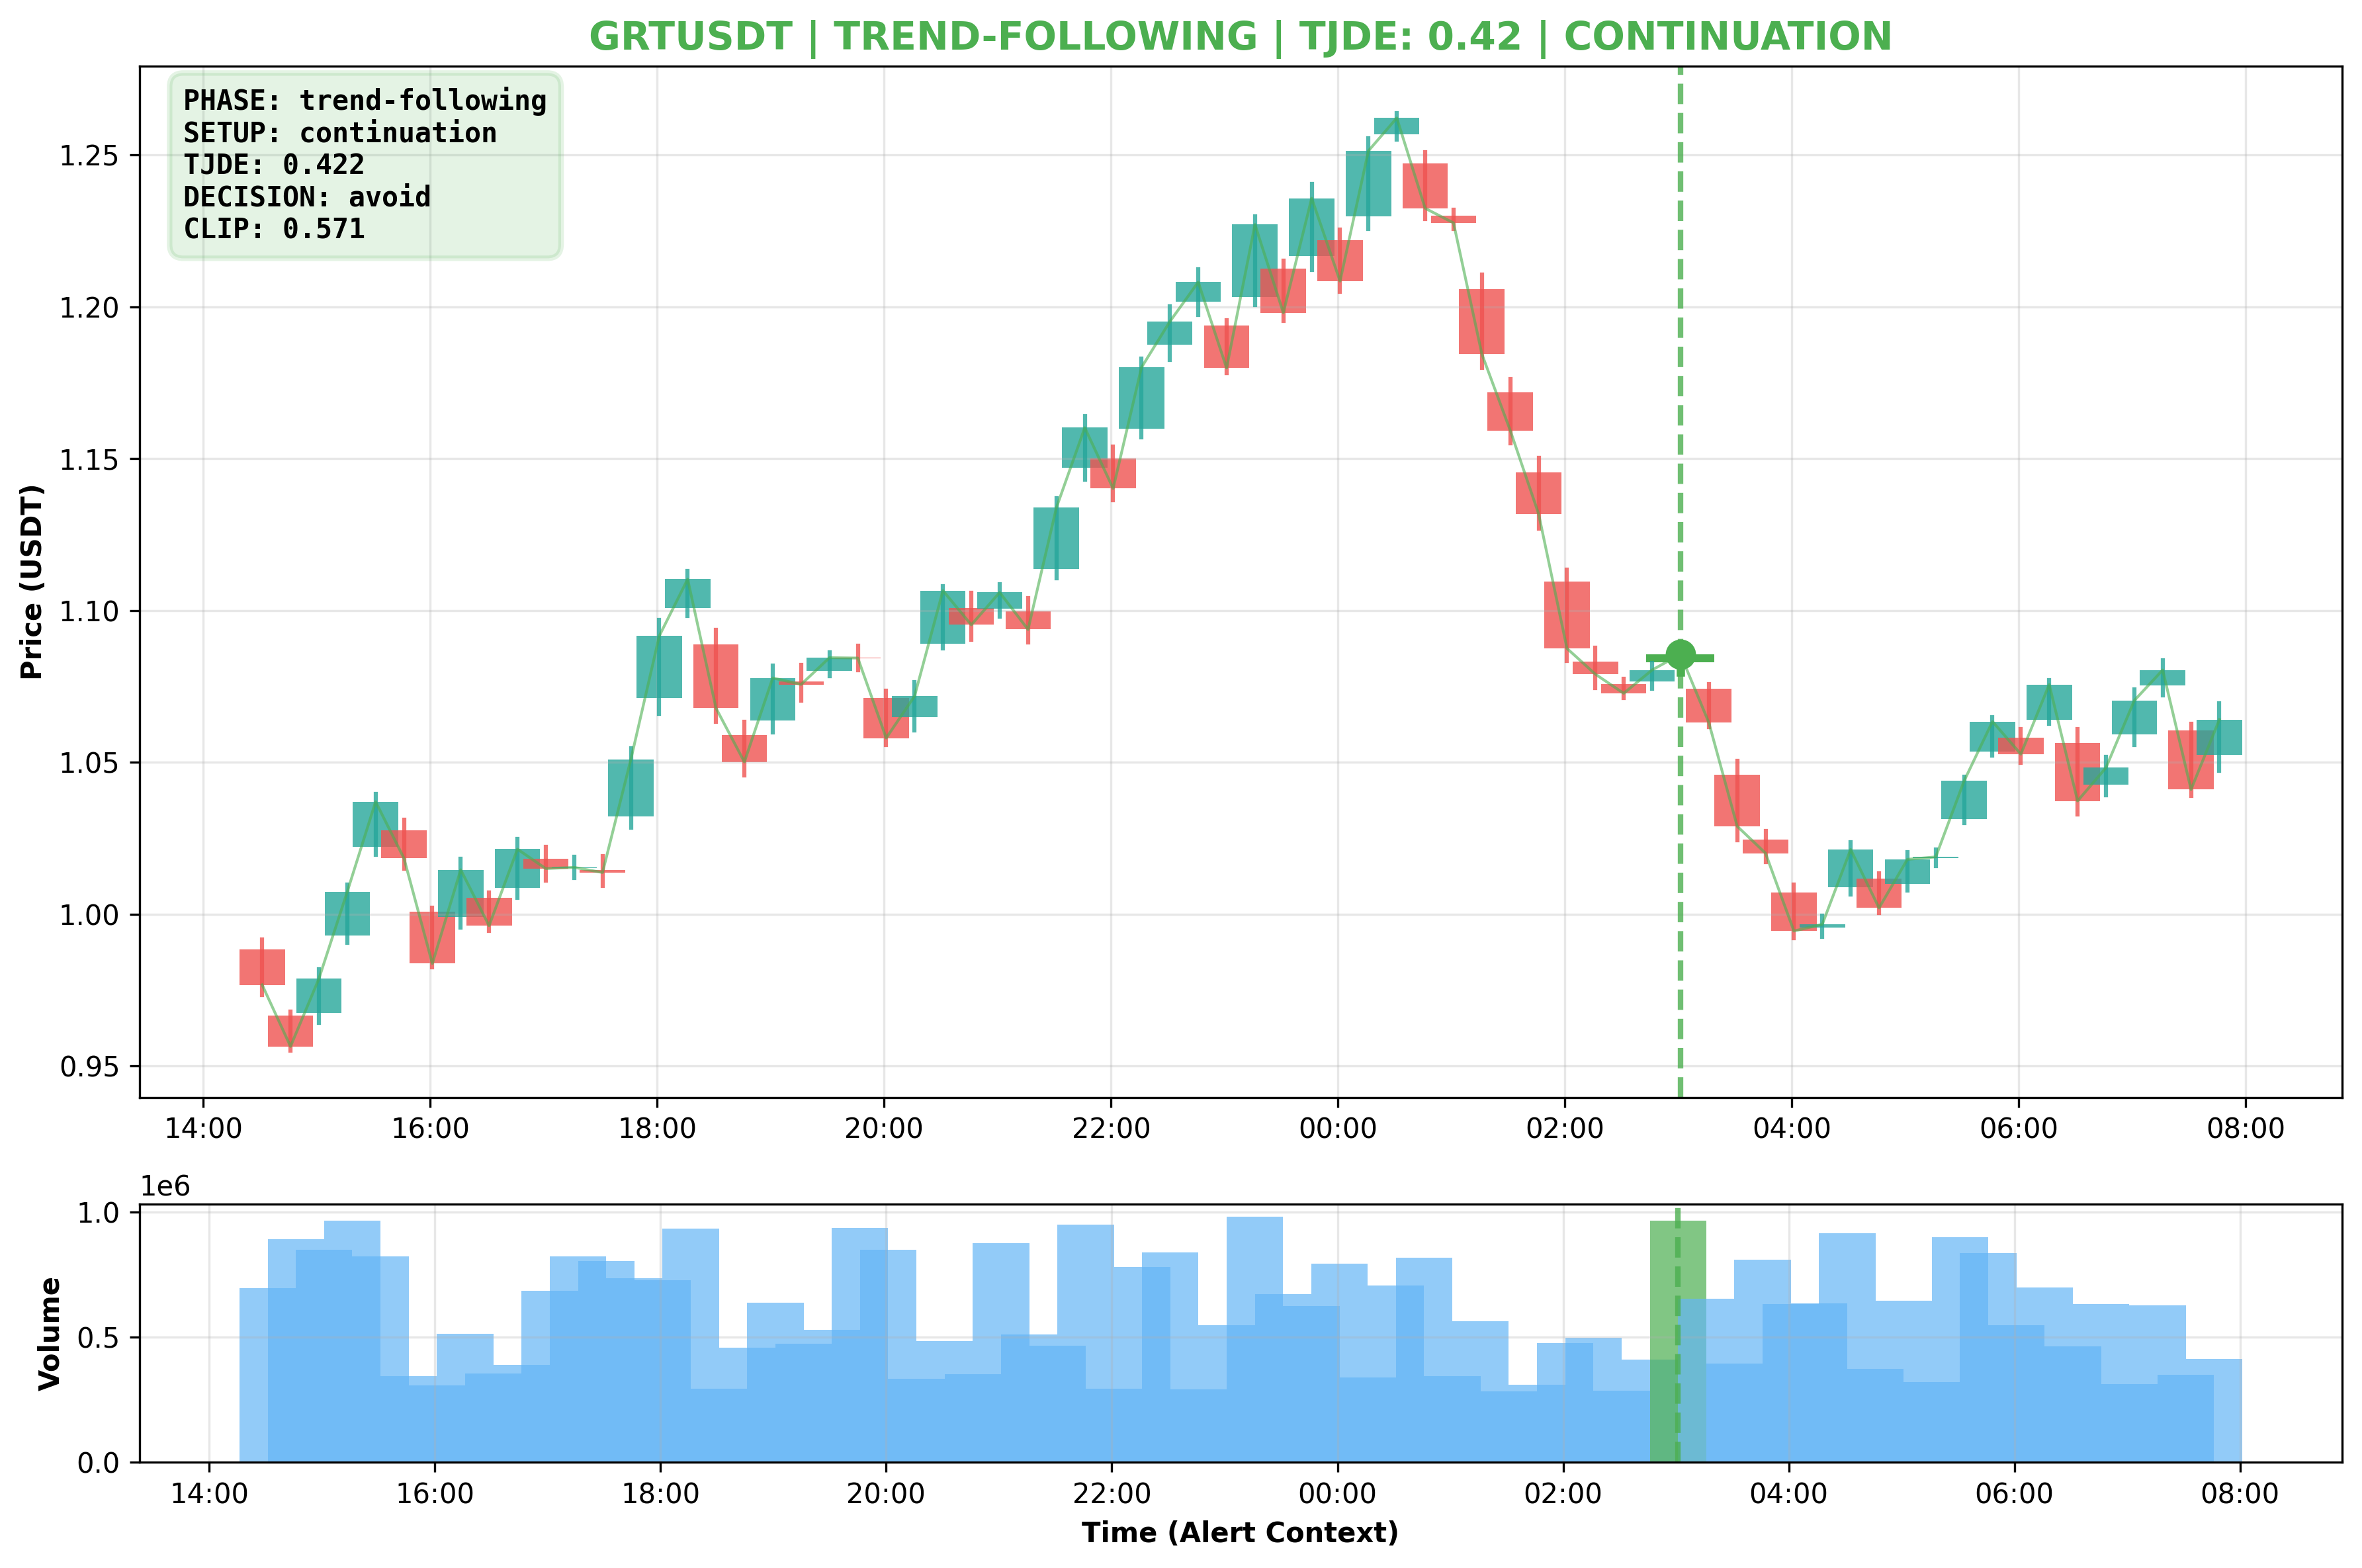 GRTUSDT | TREND-FOLLOWING | TJDE: 0.42 | CONTINUATION
PHASE: trend-following
SETUP: continuation
TJDE: 0.422
DECISION: avoid
CLIP: 0.571
Price (USDT)
1.25
1.20
1.15
1.10
1.05
1.00
0.95
14:00 16:00 18:00 20:00 22:00 00:00 02:00 04:00 06:00 08:00
1e6
Volume
1.0
0.5
0.0
14:00 16:00 18:00 20:00 22:00 00:00 02:00 04:00 06:00 08:00
Time (Alert Context)